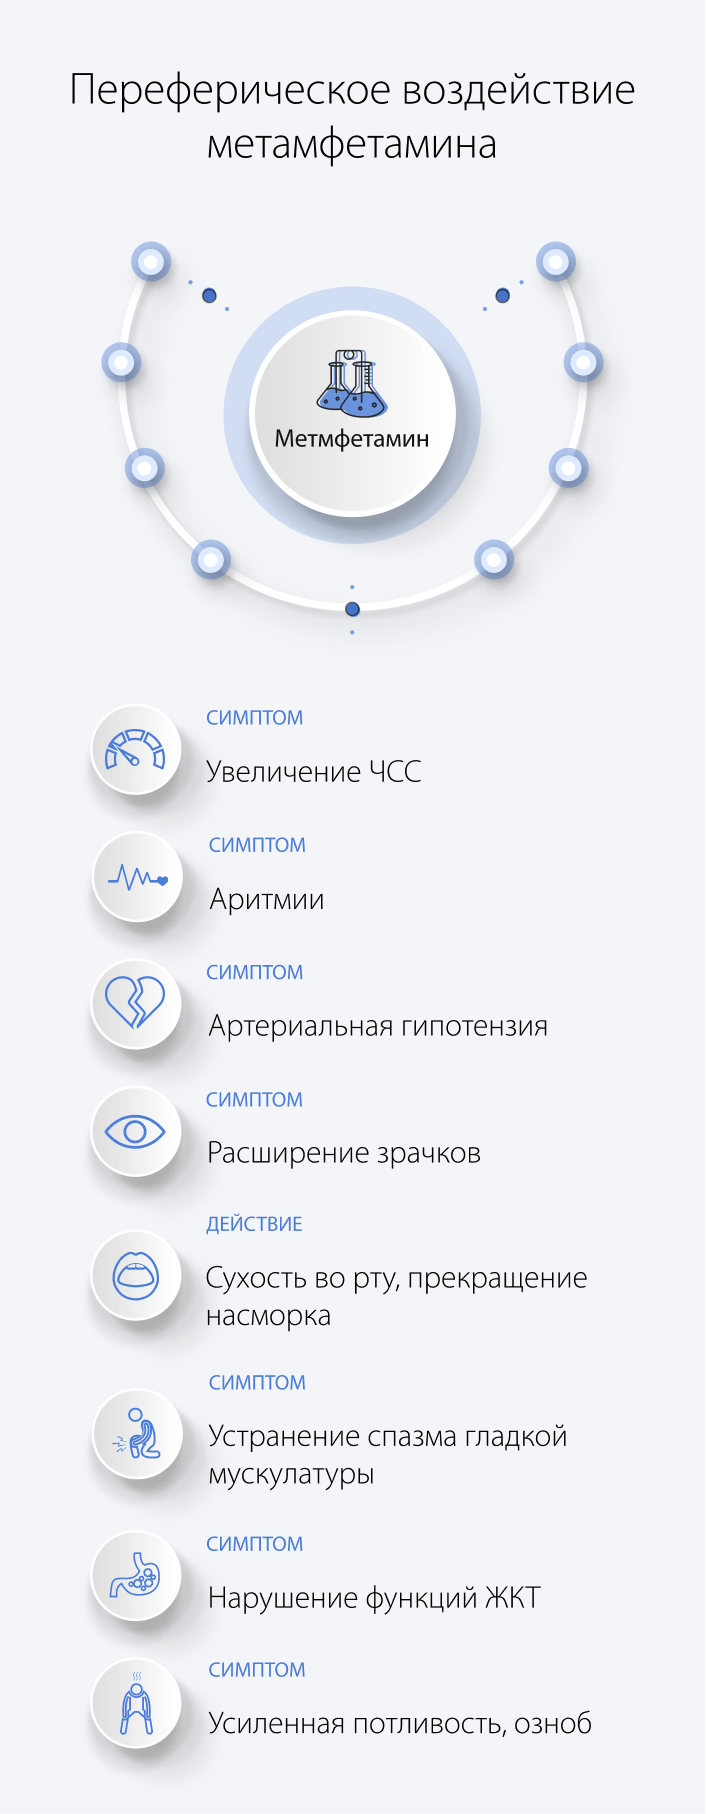 Переферическое воздействие
метамфетамина
Метмфетамин
СИМПТОМ
Увеличение ЧСС
СИМПТОМ
Аритмии
СИМПТОМ
Артериальная гипотензия
СИМПТОМ
Расширение зрачков
ДЕЙСТВИЕ
Сухость во рту, прекращение
насморка
СИМПТОМ
Устранение спазма гладкой
мускулатуры
СИМПТОМ
Нарушение функций ЖКТ
СИМПТОМ
Усиленная потливость, озноб